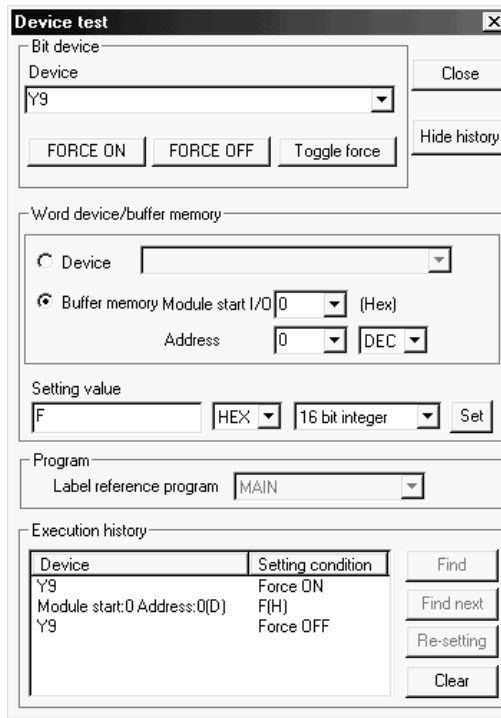 Device test
Bit device
Device
Close
Y9
FORCE ON FORCE OFF Toggle force
Hide history
Word device/buffer memory
Device
Buffer memory Module start I/O 0 (Hex)
Address 0 DEC
Setting value
F HEX 16 bit integer Set
Program
Label reference program MAIN
Execution history
Device Setting condition
Find
Y9 Force ON
Module start:0 Address:0(D) F(H)
Find next
Y9 Force OFF
Re-setting
Clear